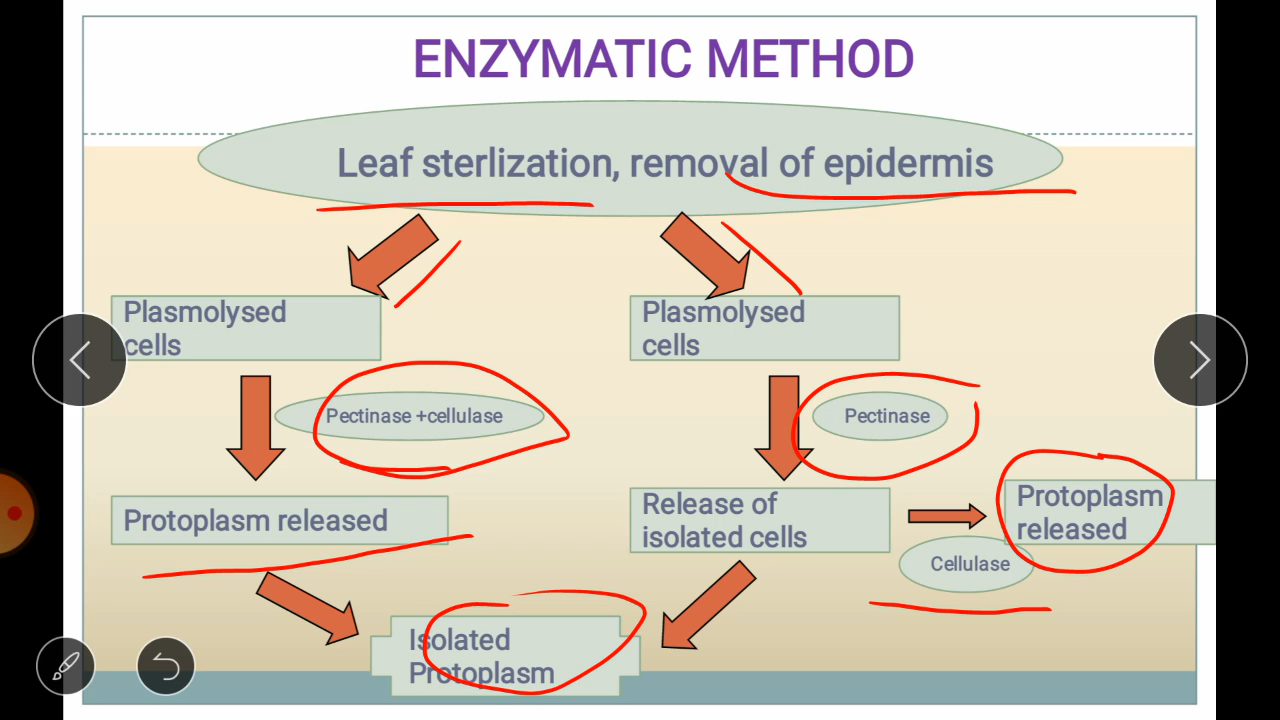 ENZYMATIC METHOD
Leaf sterlization, removal of epidermis
Plasmolysed
cells
Plasmolysed
cells
Pectinase +cellulase
Pectinase
Protoplasm released
Release of
isolated cells
Protoplasm
released
Cellulase
Isolated
Protoplasm